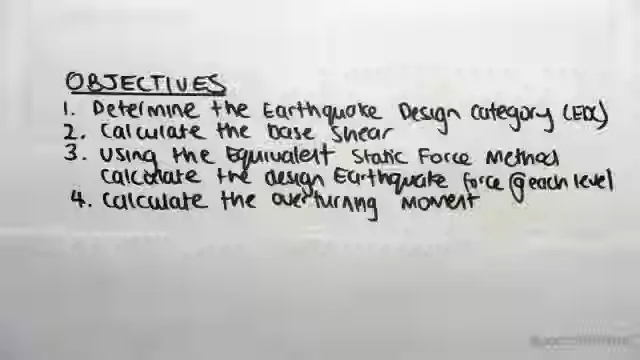 OBJECTIVES
1. Determine the Earthquake Design category (EDC)
2. Calculate the base shear
3. Using the Equivalent Static Force Method
calculate the design Earthquake force @ each level
4. Calculate the overturning MOMENT